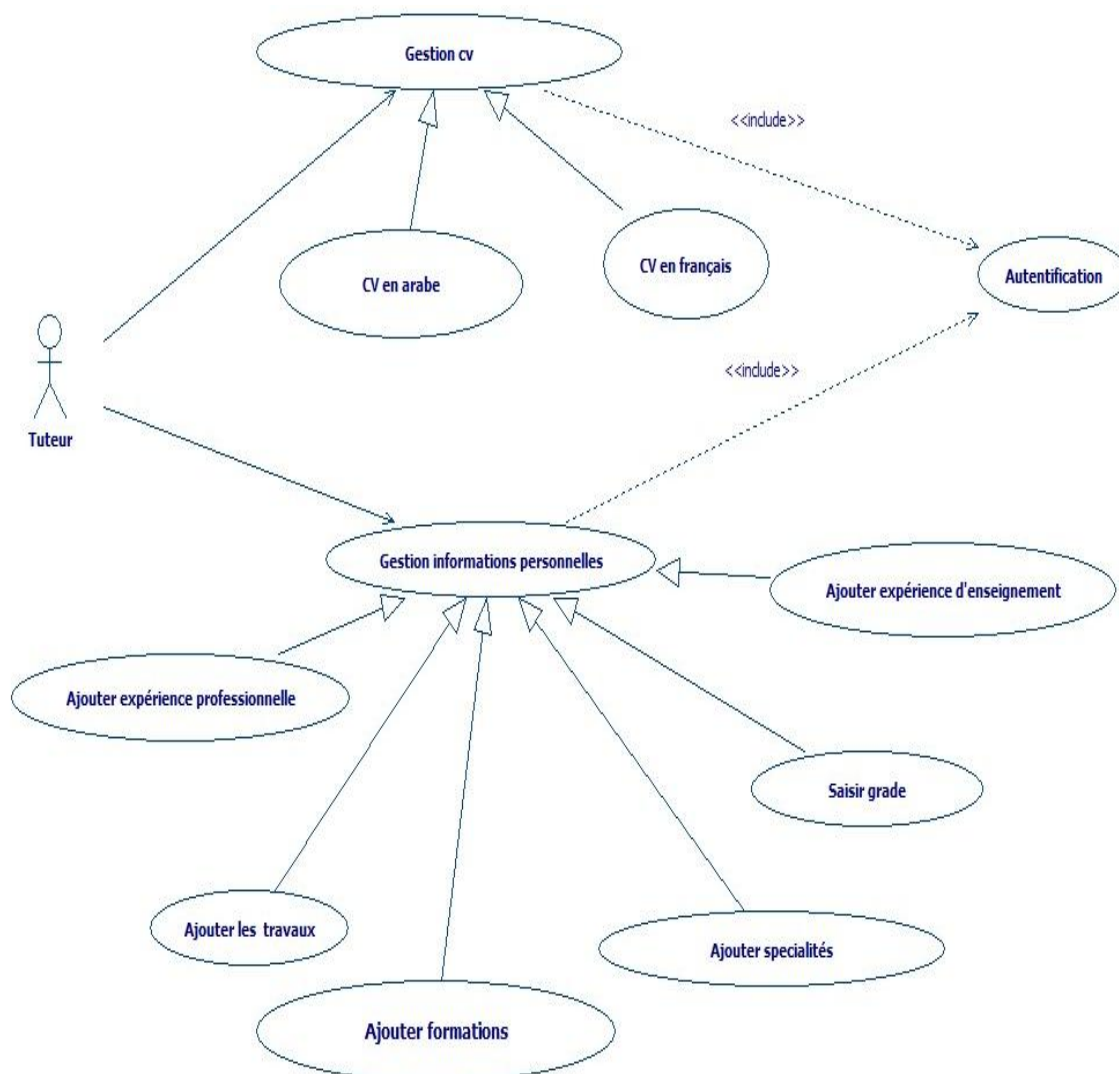 Gestion cv
<<include>>
CV en français
CV en arabe
Autentification
<<include>>
Tuteur
Gestion informations personnelles
Ajouter expérience d'enseignement
Ajouter expérience professionnelle
Saisir grade
Ajouter les travaux
Ajouter specialités
Ajouter formations